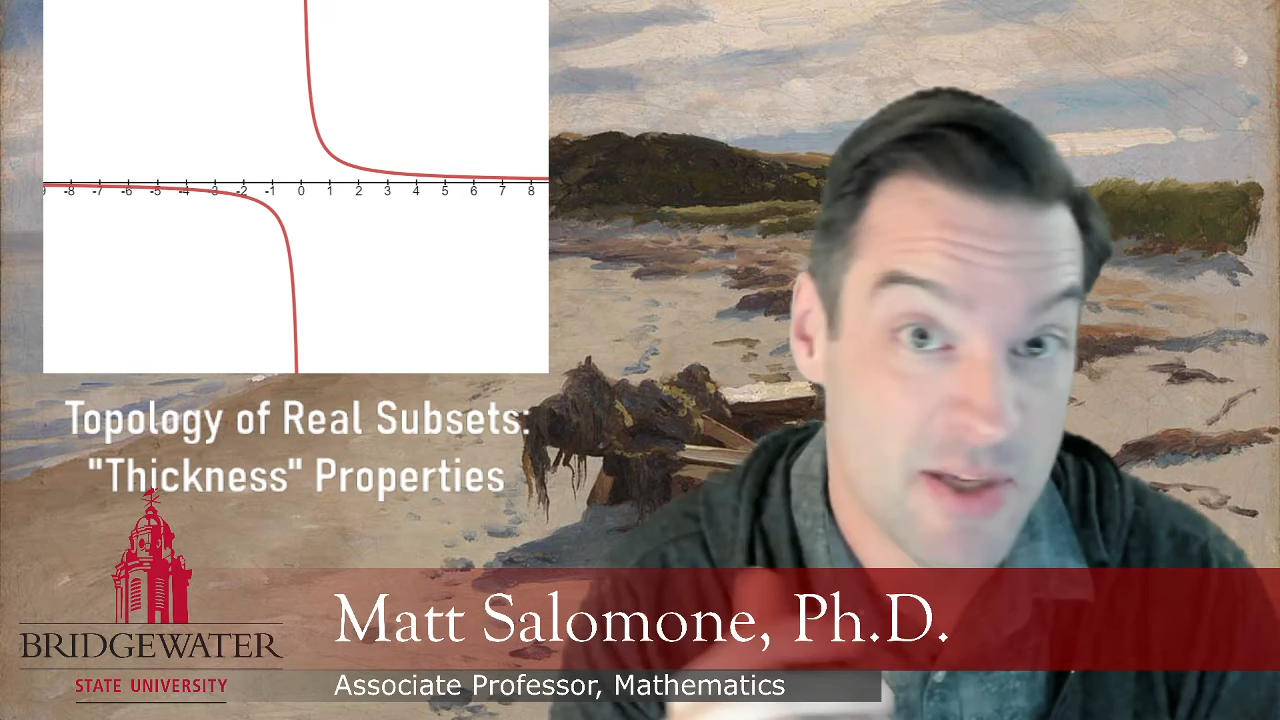 -8 -7 -6 -5 -4 -3 -2 -1 0 1 2 3 4 5 6 7 8
Topology of Real Subsets:
"Thickness" Properties
BRIDGEWATER
STATE UNIVERSITY
Matt Salomone, Ph.D.
Associate Professor, Mathematics